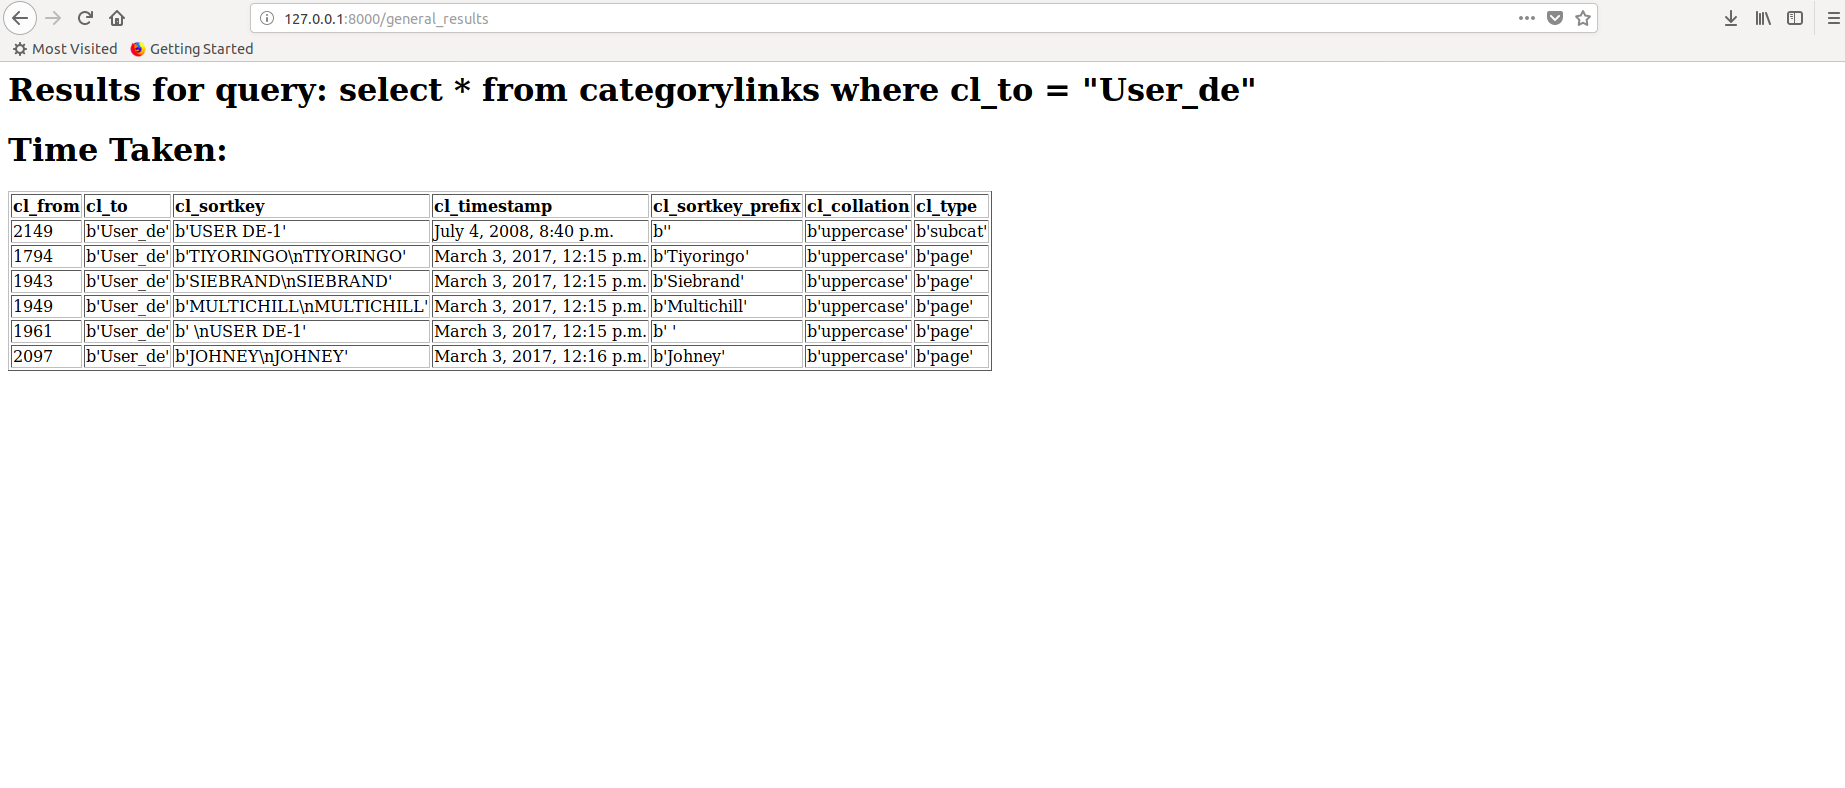 127.0.0.1:8000/general_results
Most Visited Getting Started
Results for query: select * from categorylinks where cl_to = "User_de"
Time Taken:
cl_from cl_to cl_sortkey cl_timestamp cl_sortkey_prefix cl_collation cl_type
2149 b'User_de' b'USER DE-1' July 4, 2008, 8:40 p.m. b'' b'uppercase' b'subcat'
1794 b'User_de' b'TIYORINGO\nTIYORINGO' March 3, 2017, 12:15 p.m. b'Tiyoringo' b'uppercase' b'page'
1943 b'User_de' b'SIEBRAND\nSIEBRAND' March 3, 2017, 12:15 p.m. b'Siebrand' b'uppercase' b'page'
1949 b'User_de' b'MULTICHILL\nMULTICHILL' March 3, 2017, 12:15 p.m. b'Multichill' b'uppercase' b'page'
1961 b'User_de' b' \nUSER DE-1' March 3, 2017, 12:15 p.m. b' ' b'uppercase' b'page'
2097 b'User_de' b'JOHNEY\nJOHNEY' March 3, 2017, 12:16 p.m. b'Johney' b'uppercase' b'page'